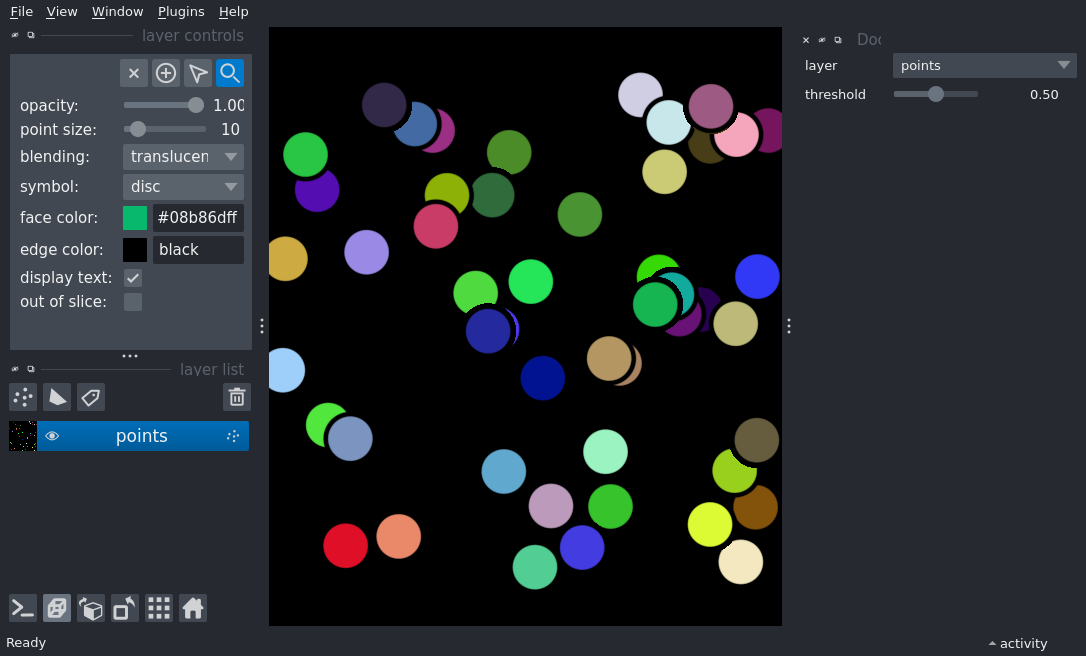 File View Window Plugins Help
layer controls
opacity: 1.00
point size: 10
blending: translucen
symbol: disc
face color: #08b86dff
edge color: black
display text:
out of slice:
layer list
points
Ready
Doc
layer points
threshold 0.50
activity